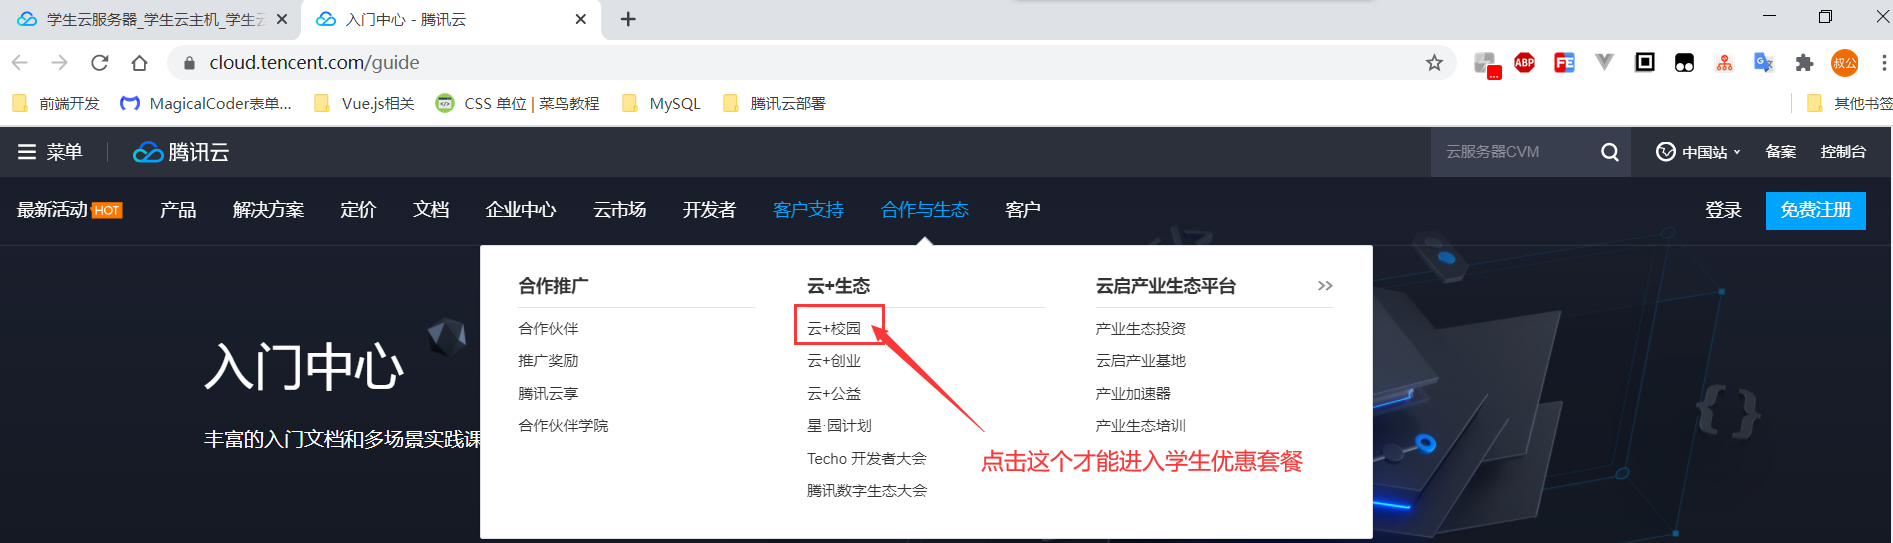 学生云服务器_学生云主机_学生云
入门中心 - 腾讯云
cloud.tencent.com/guide
ABP
FE
叔公
前端开发
MagicalCoder表单...
Vue.js相关
CSS 单位 | 菜鸟教程
MySQL
腾讯云部署
其他书签
菜单
腾讯云
云服务器CVM
中国站
备案
控制台
最新活动 HOT
产品
解决方案
定价
文档
企业中心
云市场
开发者
客户支持
合作与生态
客户
登录
免费注册
入门中心
丰富的入门文档和多场景实践课
合作推广
合作伙伴
推广奖励
腾讯云享
合作伙伴学院
云+生态
云+校园
云+创业
云+公益
星·园计划
Techo 开发者大会
腾讯数字生态大会
云启产业生态平台
产业生态投资
云启产业基地
产业加速器
产业生态培训
点击这个才能进入学生优惠套餐